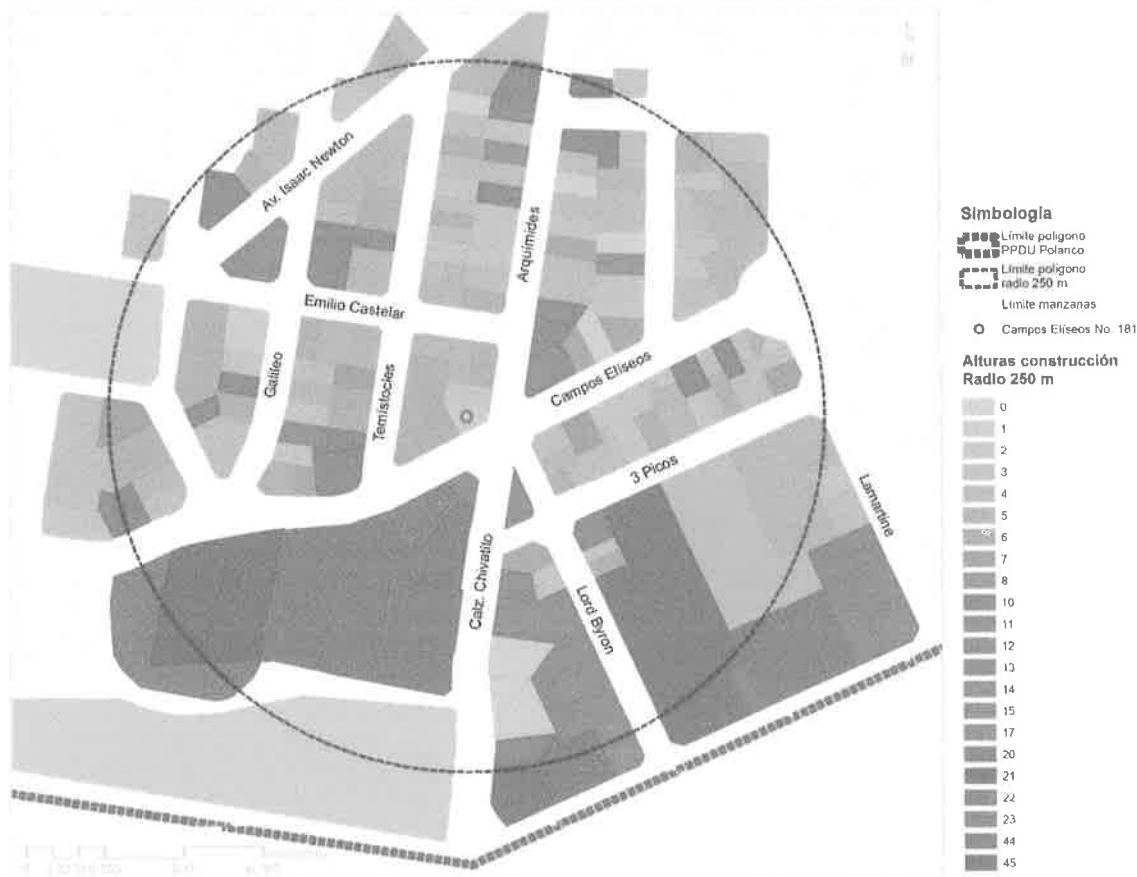 Av. Isaac Newton
Arquímides
Emilio Castelar
Galileo
Temístocles
Campos Elíseos
3 Picos
Lamartine
Calz. Chivatito
Lord Byron
Simbología
Límite polígono
PPDU Polanco
Límite polígono
radio 250 m
Límite manzanas
Campos Elíseos No. 181
Alturas construcción
Radio 250 m
0
1
2
3
4
5
6
7
8
10
11
12
13
14
15
17
20
21
22
23
44
45